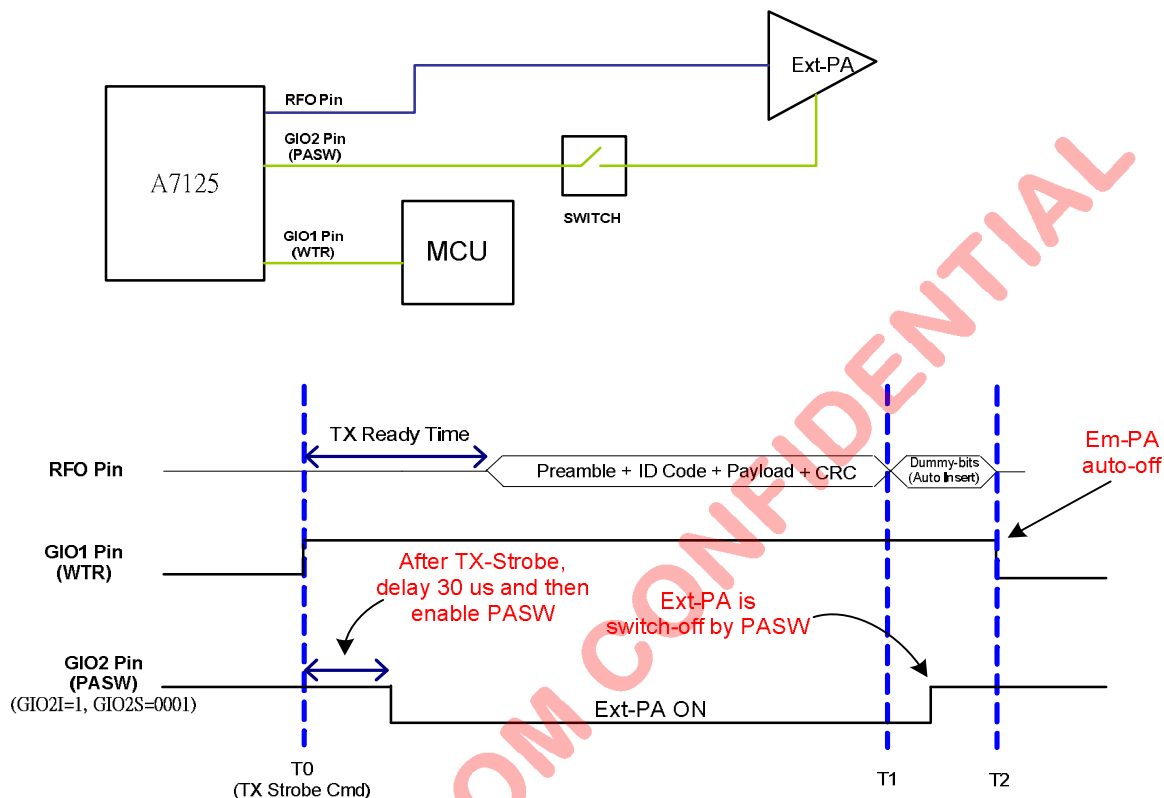 Ext-PA
RFO Pin
GIO2 Pin
(PASW)
A7125
SWITCH
GIO1 Pin
(WTR)
MCU
TX Ready Time
RFO Pin
Preamble + ID Code + Payload + CRC
Dummy-bits
(Auto Insert)
Em-PA
auto-off
GIO1 Pin
(WTR)
After TX-Strobe,
delay 30 us and then
enable PASW
Ext-PA is
switch-off by PASW
GIO2 Pin
(PASW)
(GIO2I=1, GIO2S=0001)
Ext-PA ON
T0
(TX Strobe Cmd)
T1
T2
OM CONFIDENTIAL